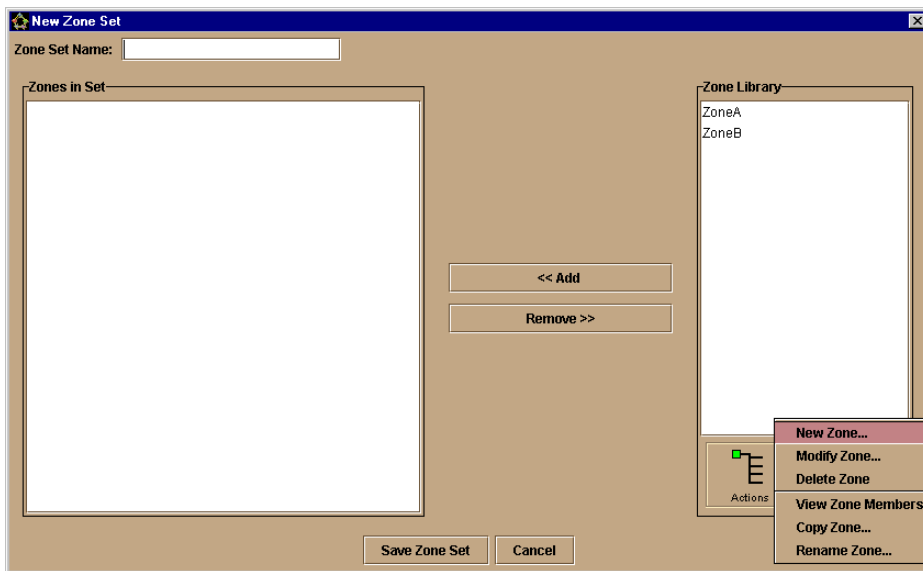 New Zone Set
Zone Set Name:
Zones in Set
Zone Library
ZoneA
ZoneB
<< Add
Remove >>
Actions
New Zone...
Modify Zone...
Delete Zone
View Zone Members
Copy Zone...
Rename Zone...
Save Zone Set
Cancel